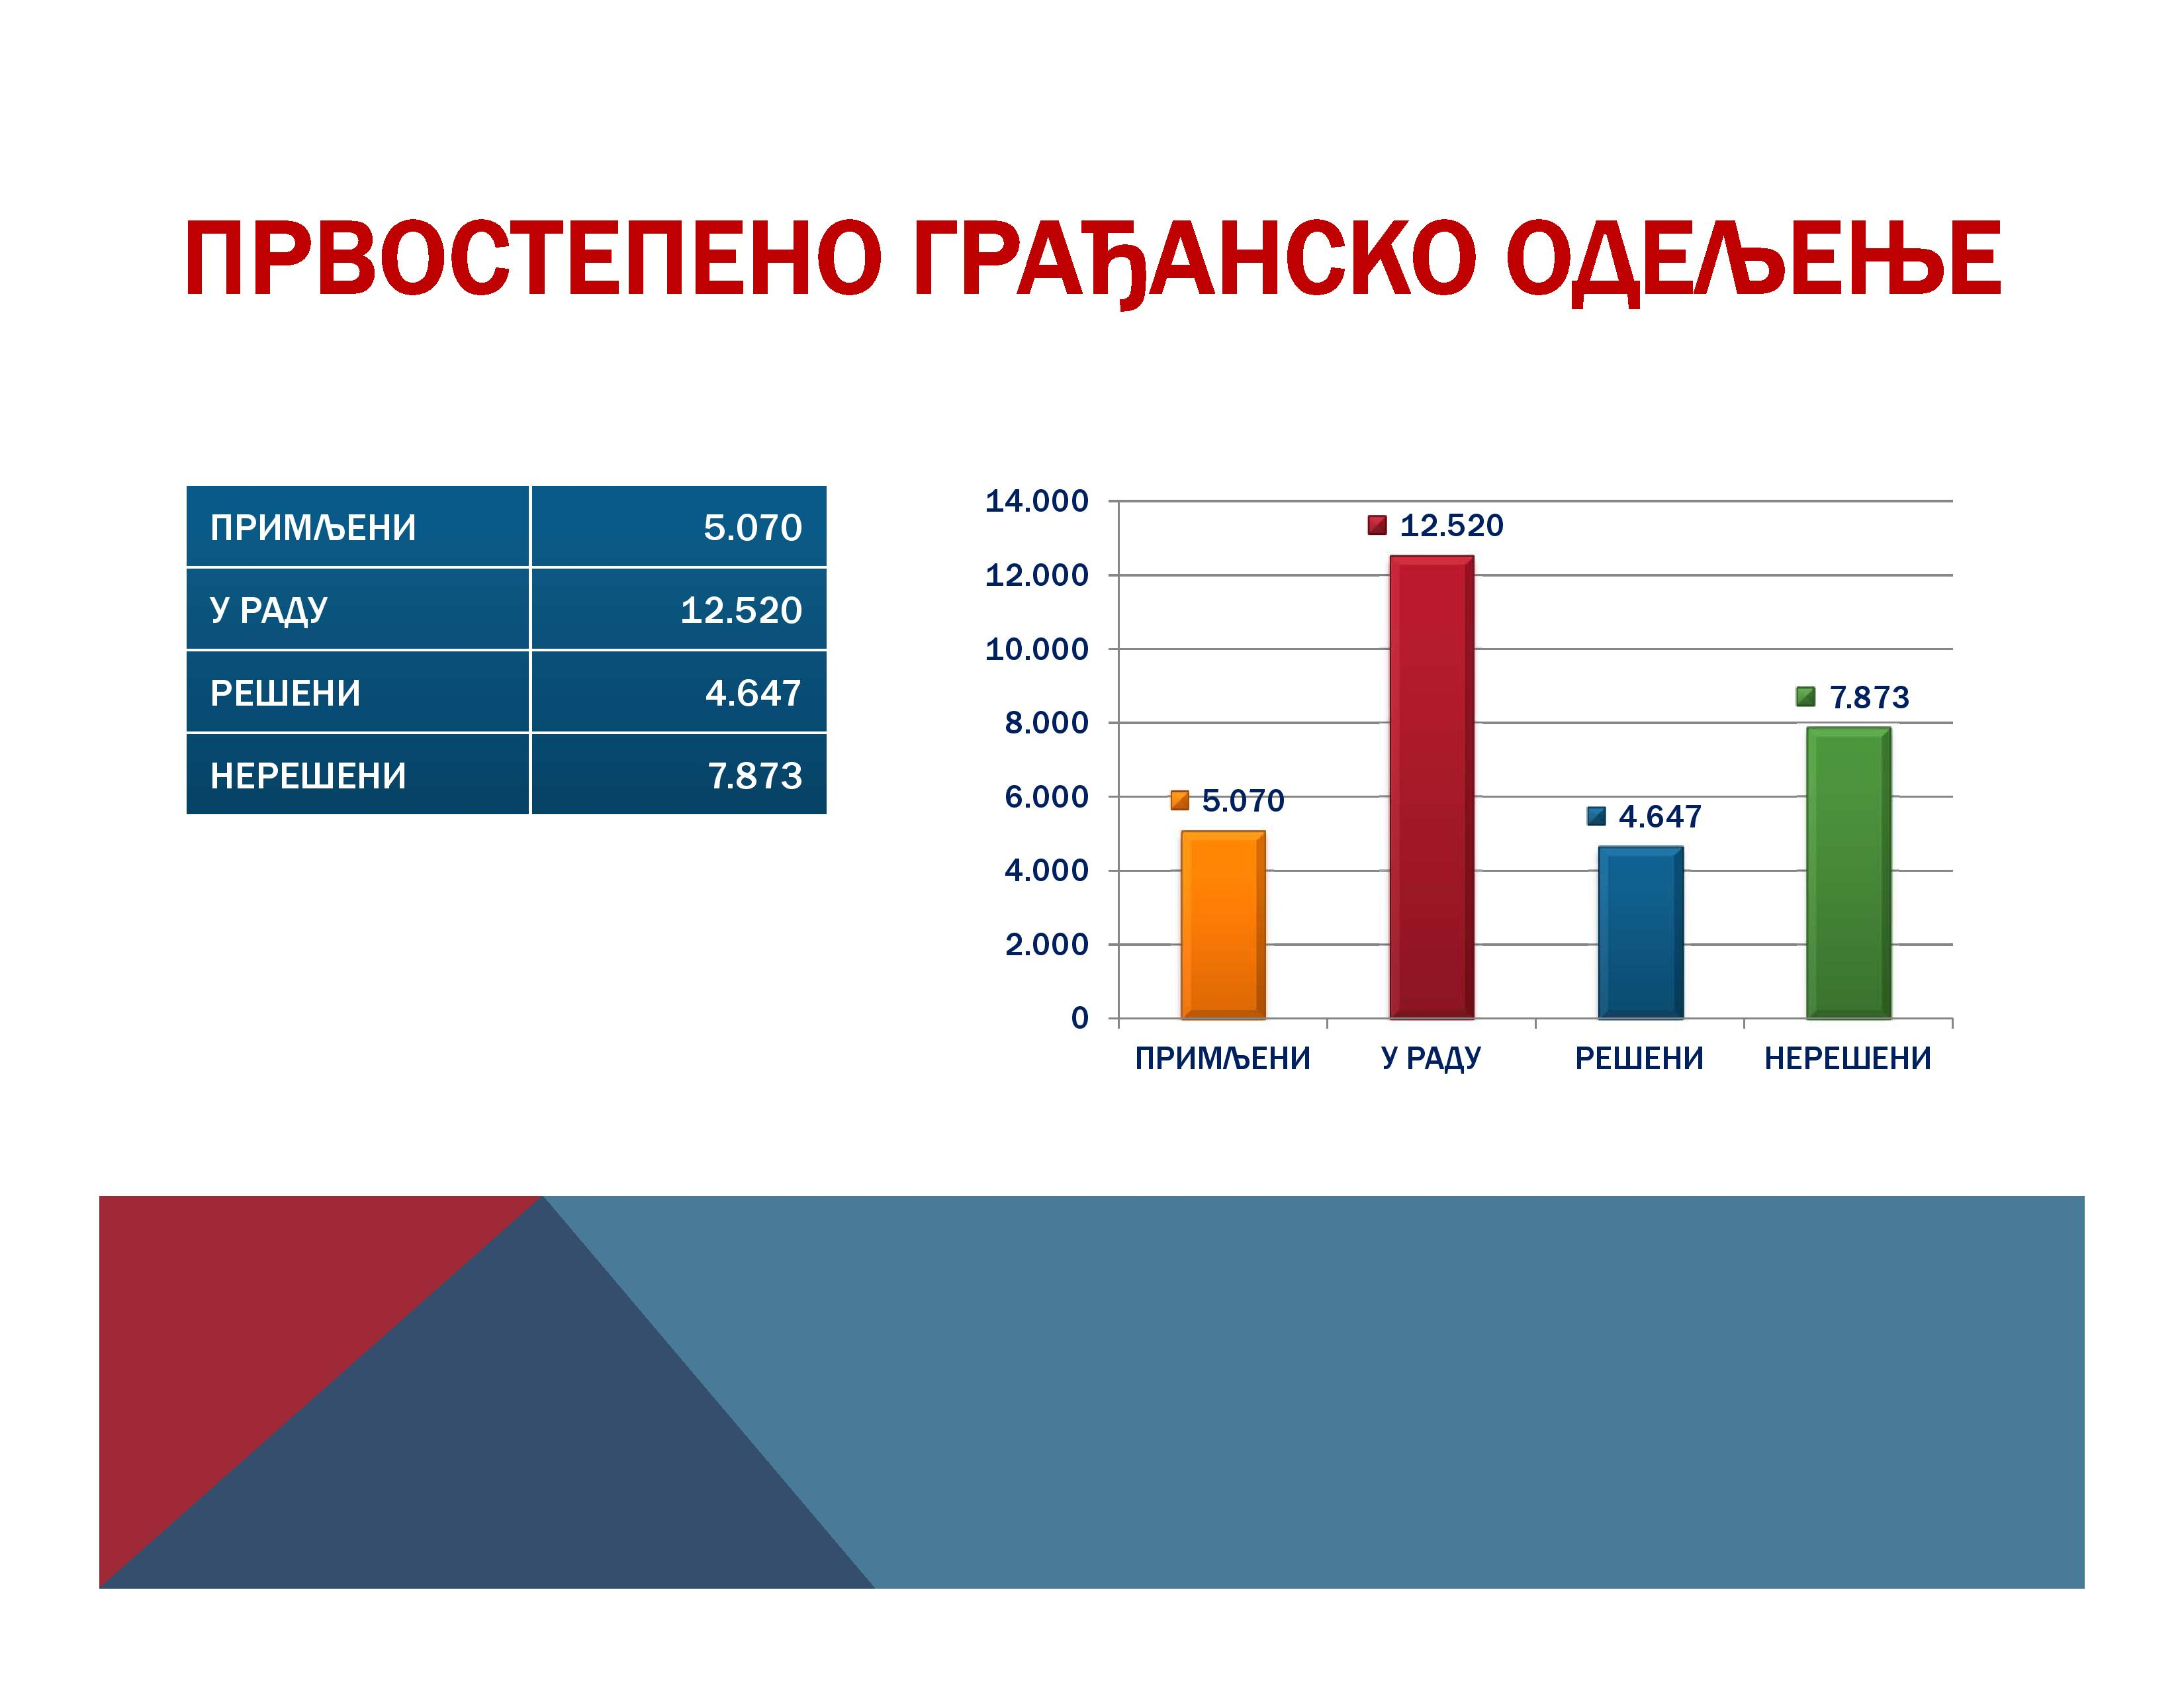 ПРВОСТЕПЕНО ГРАЂАНСКО ОДЕЉЕЊЕ
ПРИМЉЕНИ 5.070
У РАДУ 12.520
РЕШЕНИ 4.647
НЕРЕШЕНИ 7.873
14.000
12.520
12.000
10.000
7.873
8.000
6.000
5.070
4.647
4.000
2.000
0
ПРИМЉЕНИ У РАДУ РЕШЕНИ НЕРЕШЕНИ